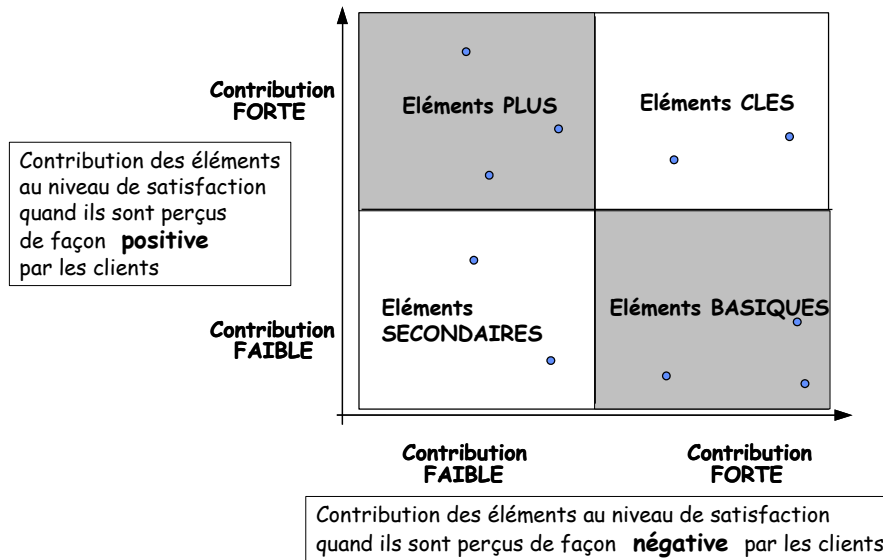 Contribution
FORTE
Eléments PLUS
Eléments CLES
Contribution des éléments
au niveau de satisfaction
quand ils sont perçus
de façon positive
par les clients
Eléments
SECONDAIRES
Eléments BASIQUES
Contribution
FAIBLE
Contribution
FAIBLE
Contribution
FORTE
Contribution des éléments au niveau de satisfaction
quand ils sont perçus de façon négative par les clients